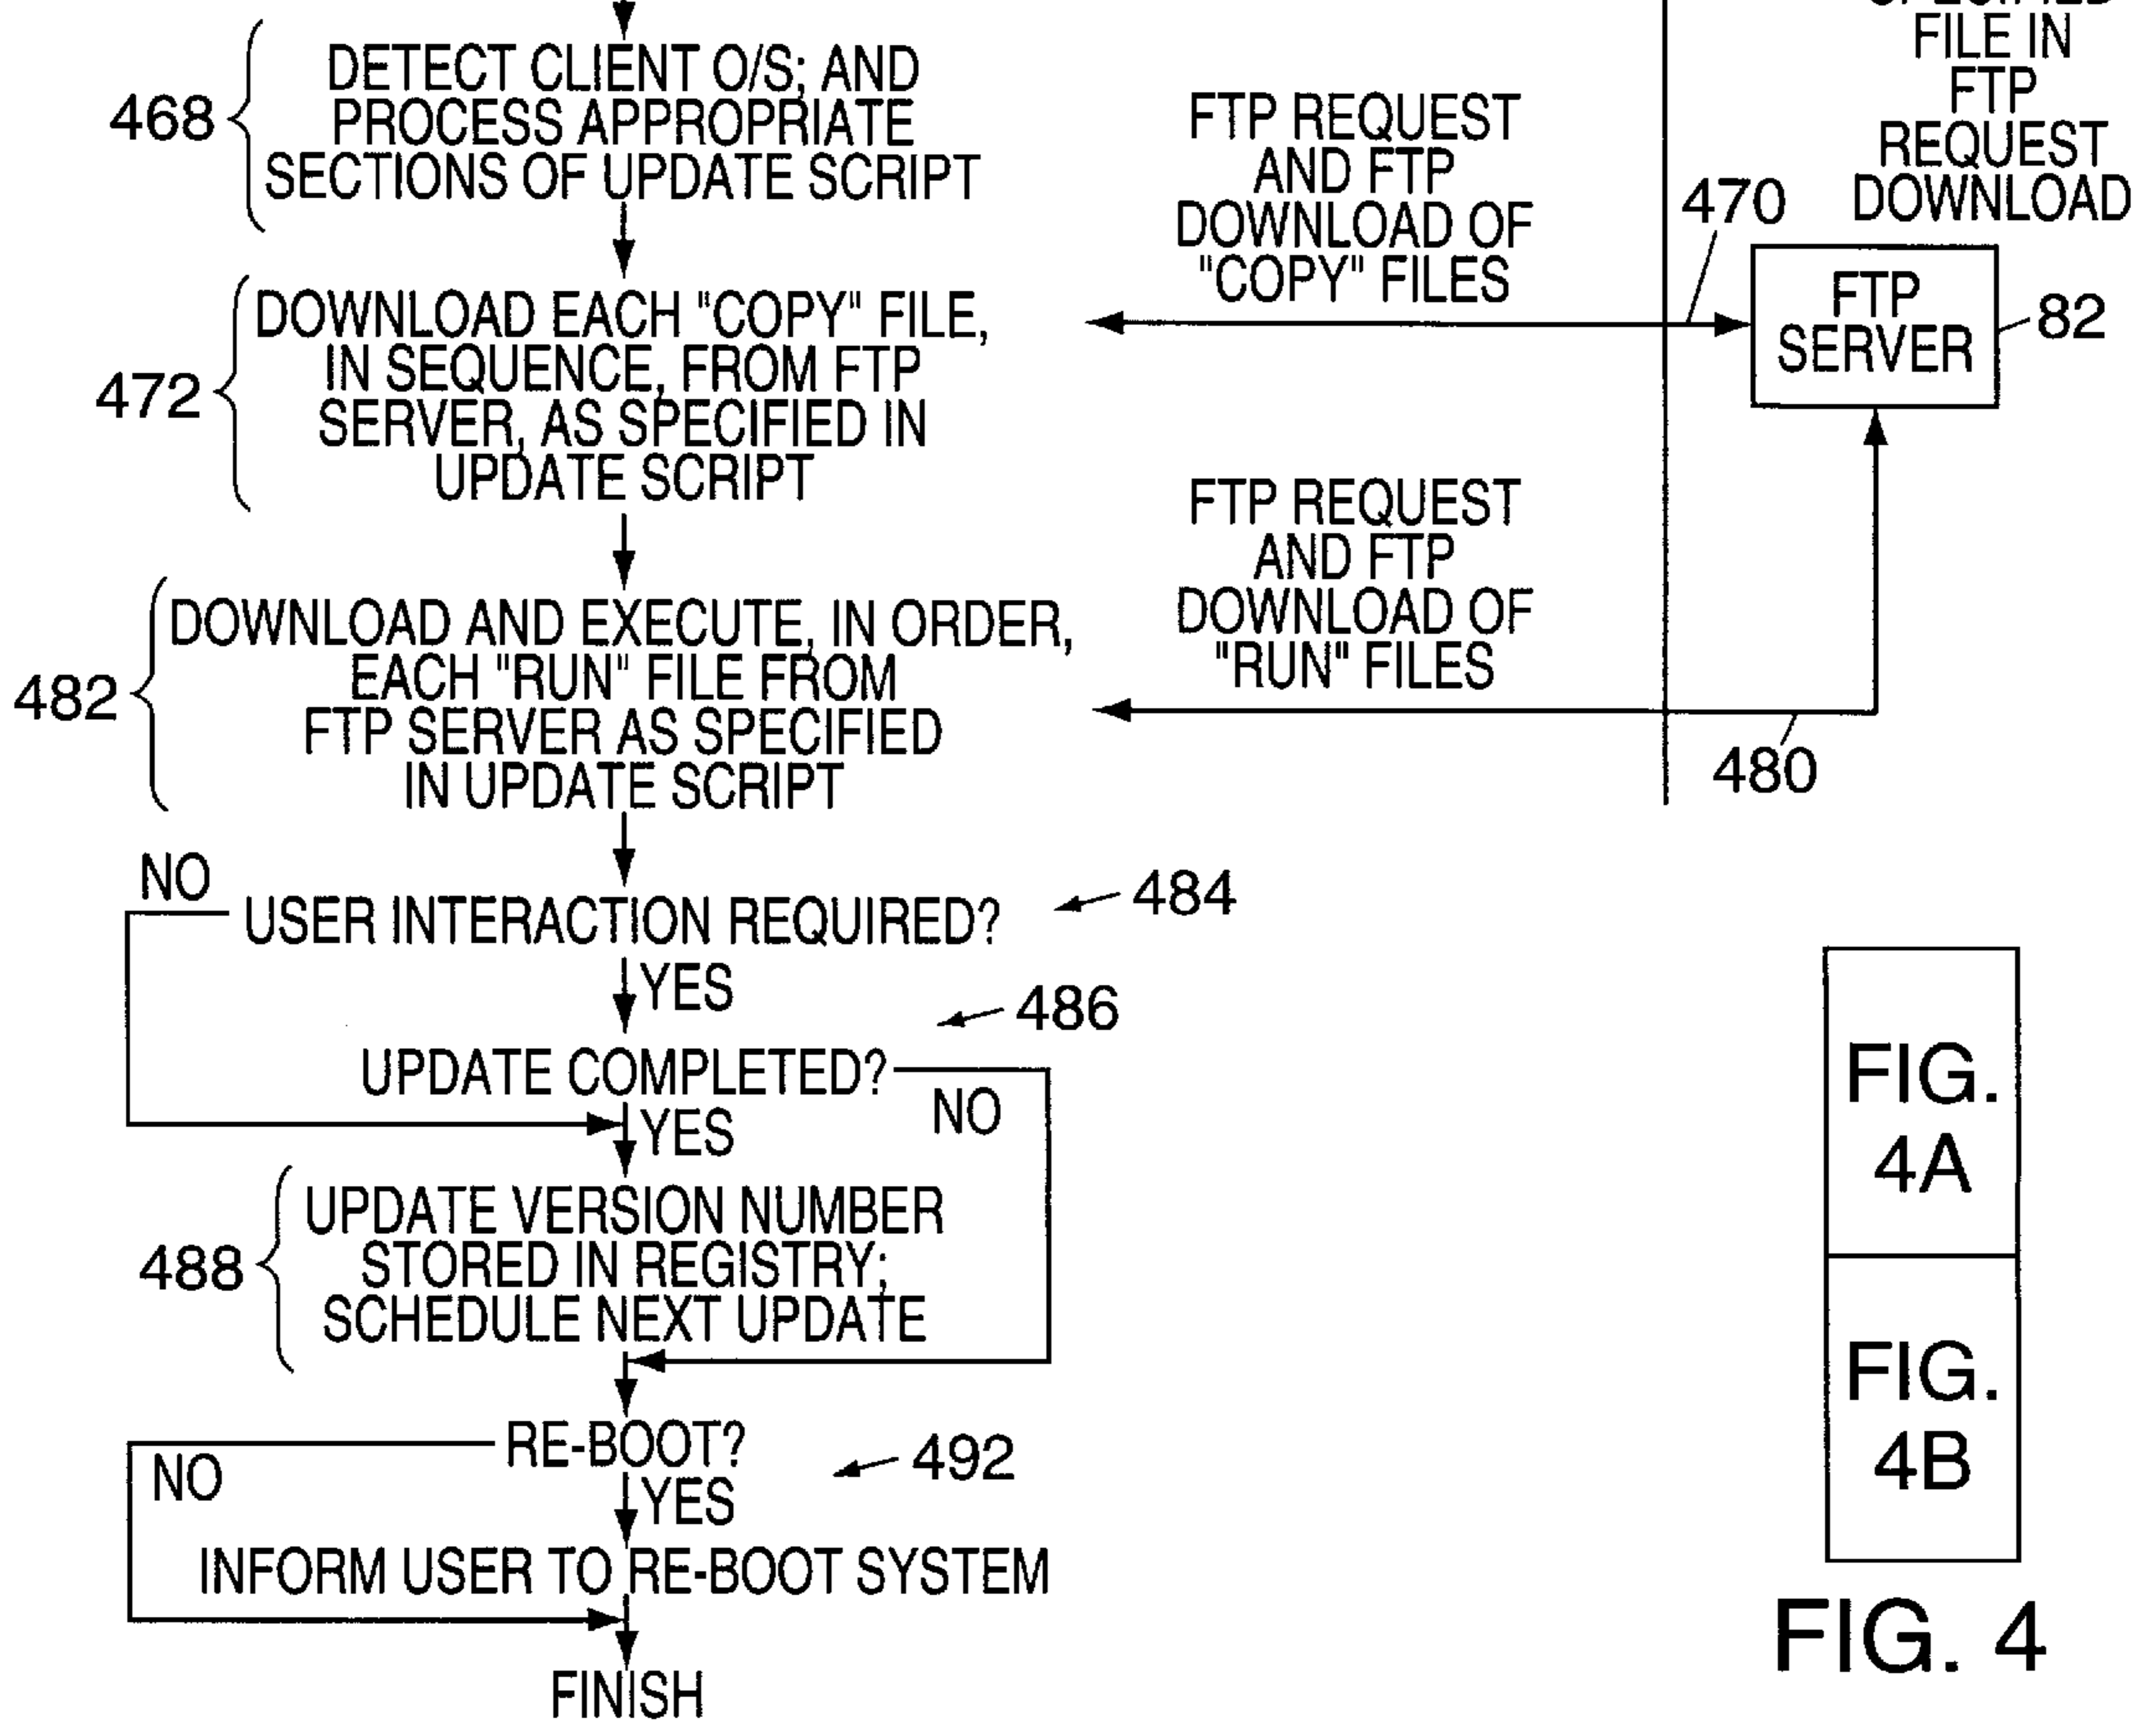 468
DETECT CLIENT O/S; AND
PROCESS APPROPRIATE
SECTIONS OF UPDATE SCRIPT
472
DOWNLOAD EACH "COPY" FILE,
IN SEQUENCE, FROM FTP
SERVER, AS SPECIFIED IN
UPDATE SCRIPT
482
DOWNLOAD AND EXECUTE, IN ORDER,
EACH "RUN" FILE FROM
FTP SERVER AS SPECIFIED
IN UPDATE SCRIPT
FTP REQUEST
AND FTP
DOWNLOAD OF
"COPY" FILES
470
FILE IN
FTP
REQUEST
DOWNLOAD
FTP
SERVER
82
FTP REQUEST
AND FTP
DOWNLOAD OF
"RUN" FILES
480
NO
USER INTERACTION REQUIRED?
484
YES
486
UPDATE COMPLETED?
NO
YES
488
UPDATE VERSION NUMBER
STORED IN REGISTRY;
SCHEDULE NEXT UPDATE
RE-BOOT?
492
NO
YES
INFORM USER TO RE-BOOT SYSTEM
FINISH
FIG.
4A
FIG.
4B
FIG. 4